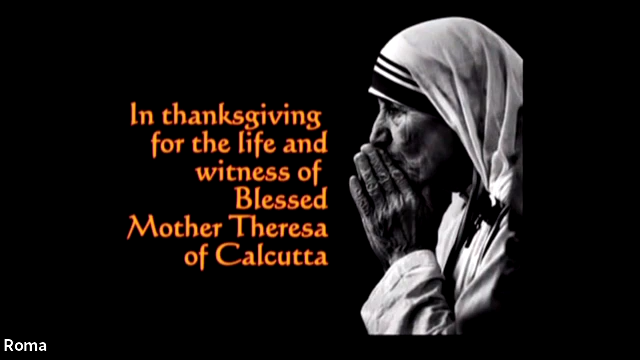 In thanksgiving
for the life and
witness of
Blessed
Mother Theresa
of Calcutta
Roma